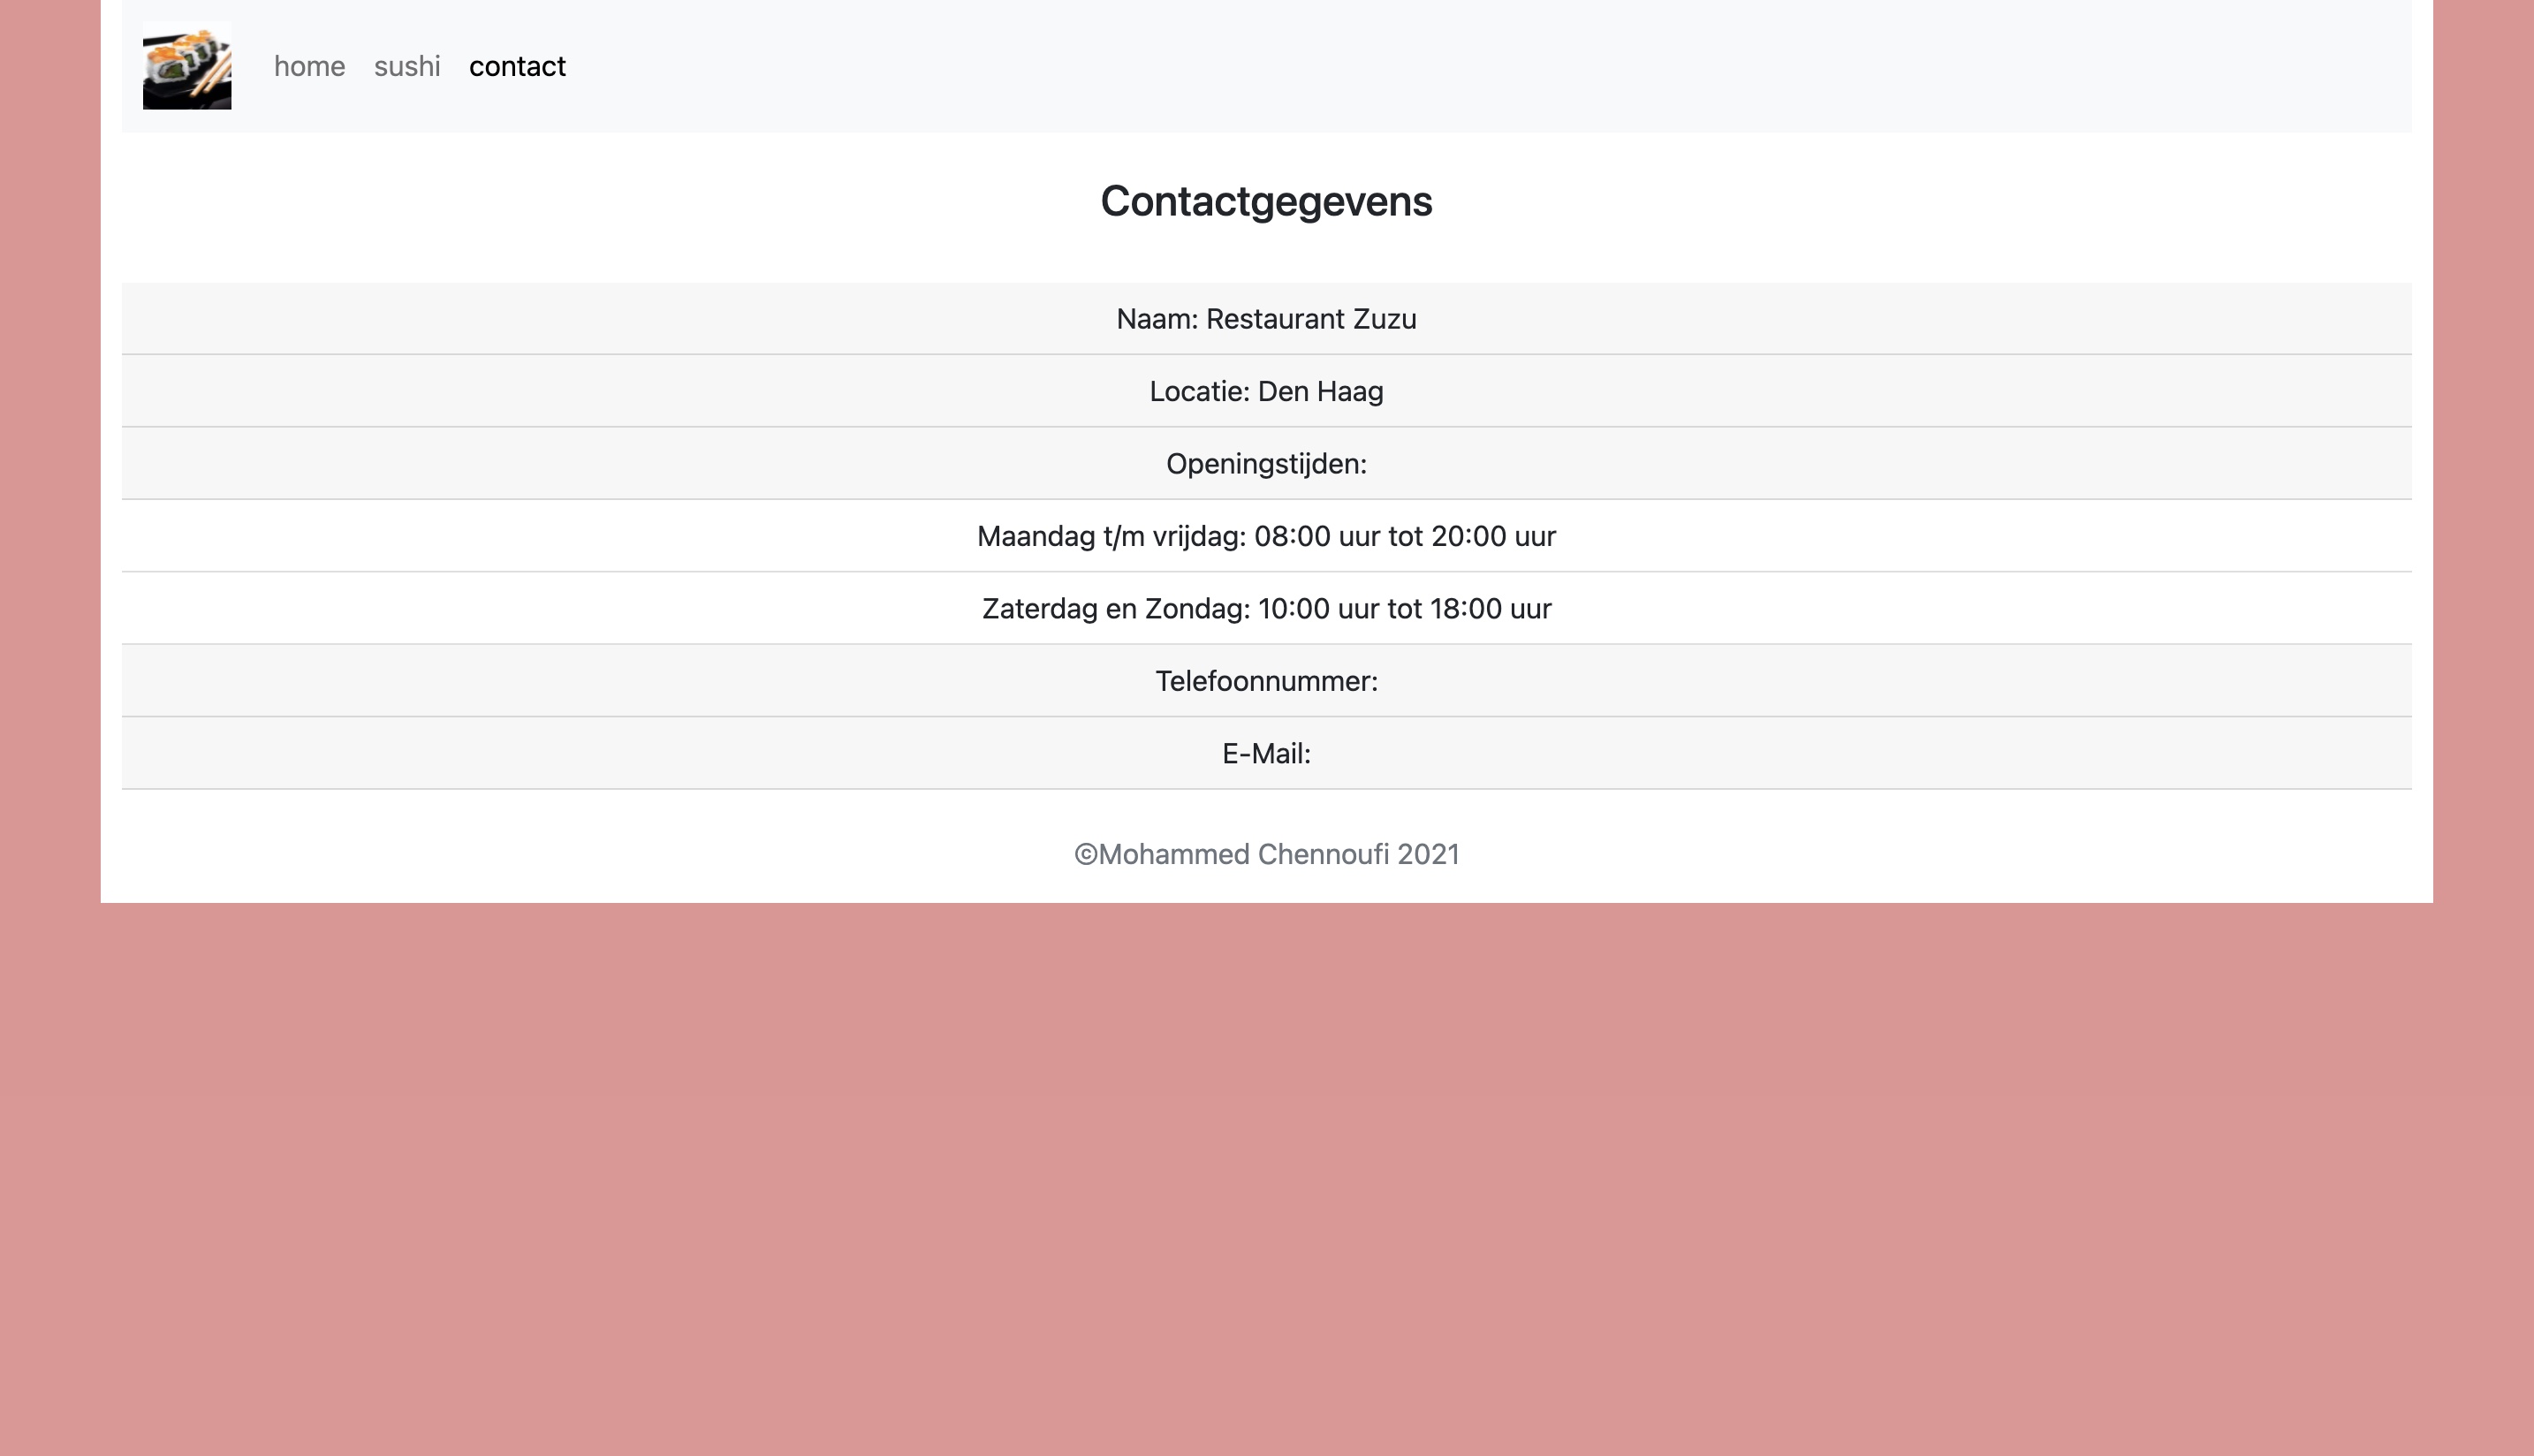 home sushi contact
Contactgegevens
Naam: Restaurant Zuzu
Locatie: Den Haag
Openingstijden:
Maandag t/m vrijdag: 08:00 uur tot 20:00 uur
Zaterdag en Zondag: 10:00 uur tot 18:00 uur
Telefoonnummer:
E-Mail:
©Mohammed Chennoufi 2021